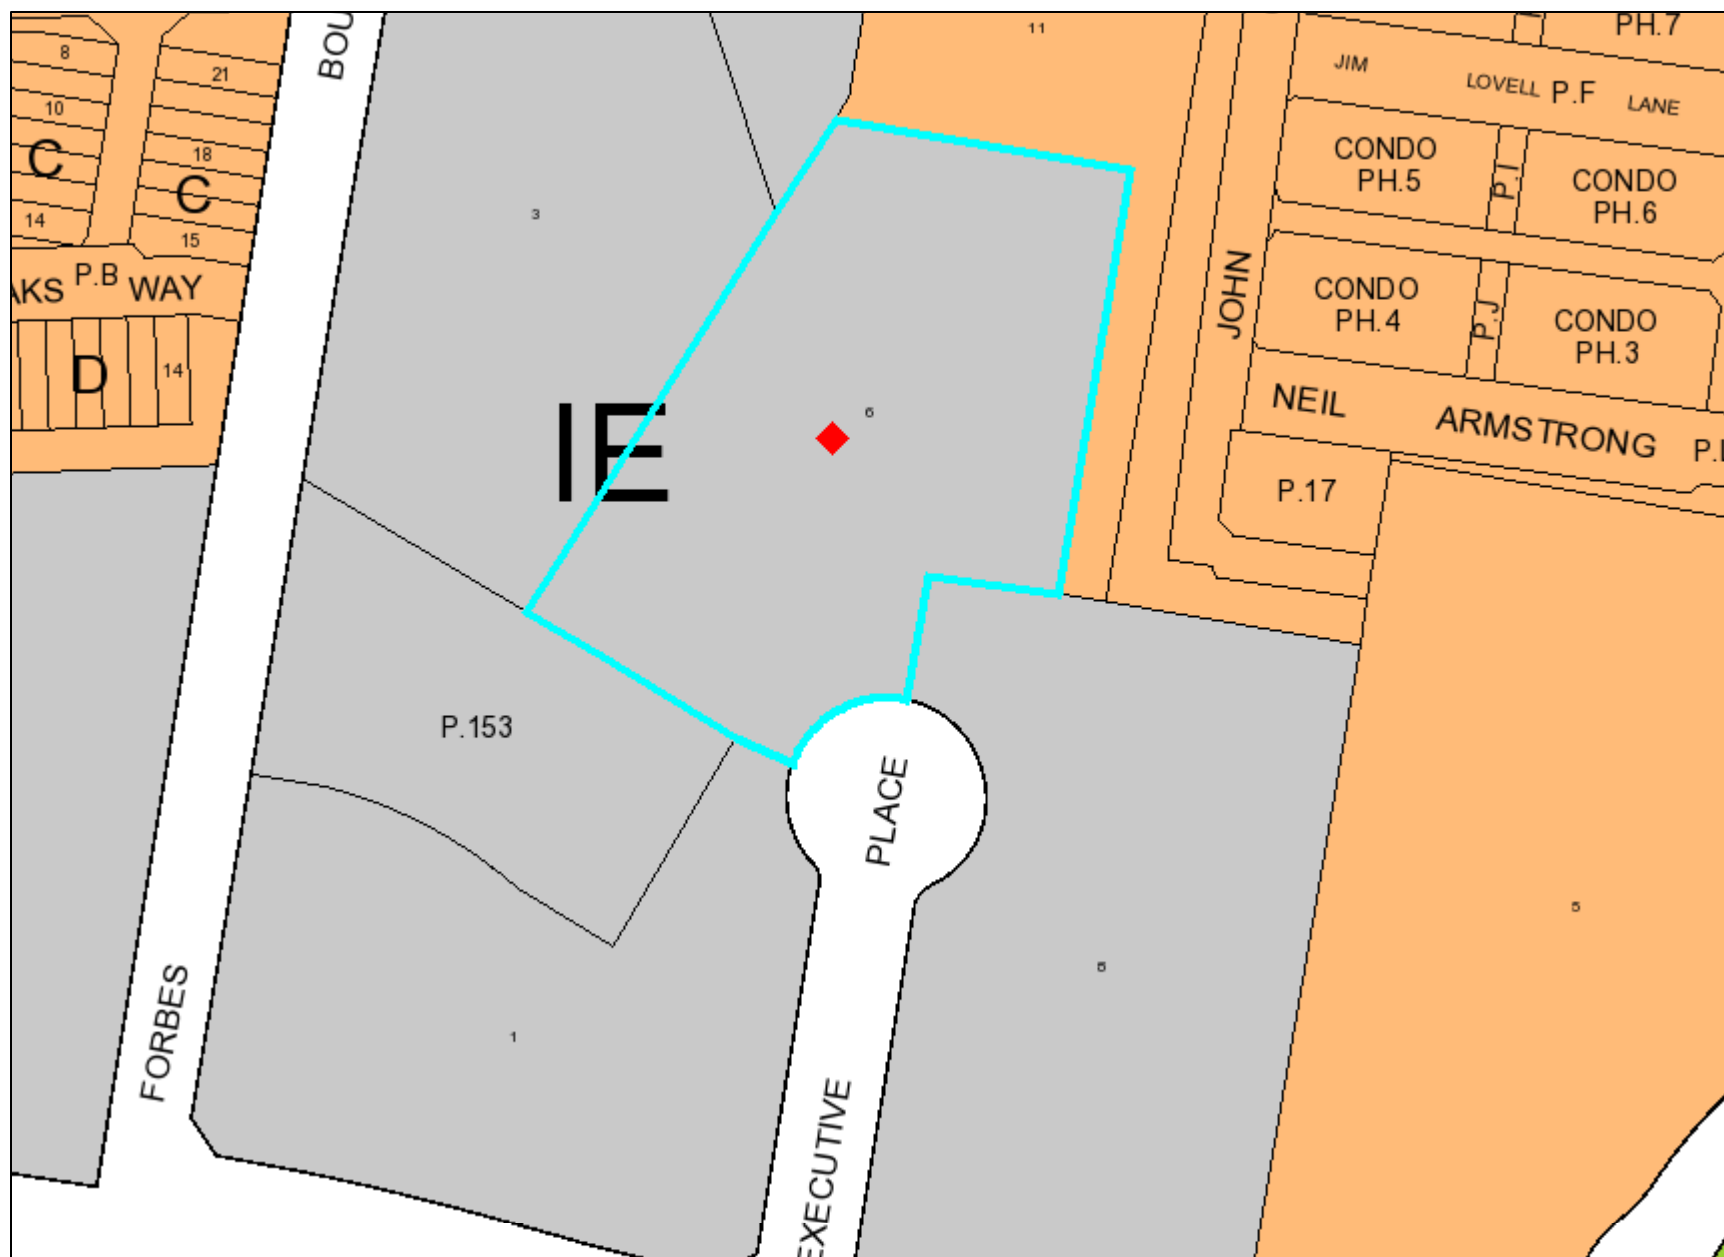 8
10
C
14
21
18
C
15
AKS P.B WAY
D
14
BOU
3
11
PH.7
JIM LOVELL P.F LANE
CONDO
PH.5
P.I
CONDO
PH.6
JOHN
CONDO
PH.4
P.J
CONDO
PH.3
NEIL ARMSTRONG
P.17
IE
6
P.153
PLACE
5
FORBES
1
EXECUTIVE